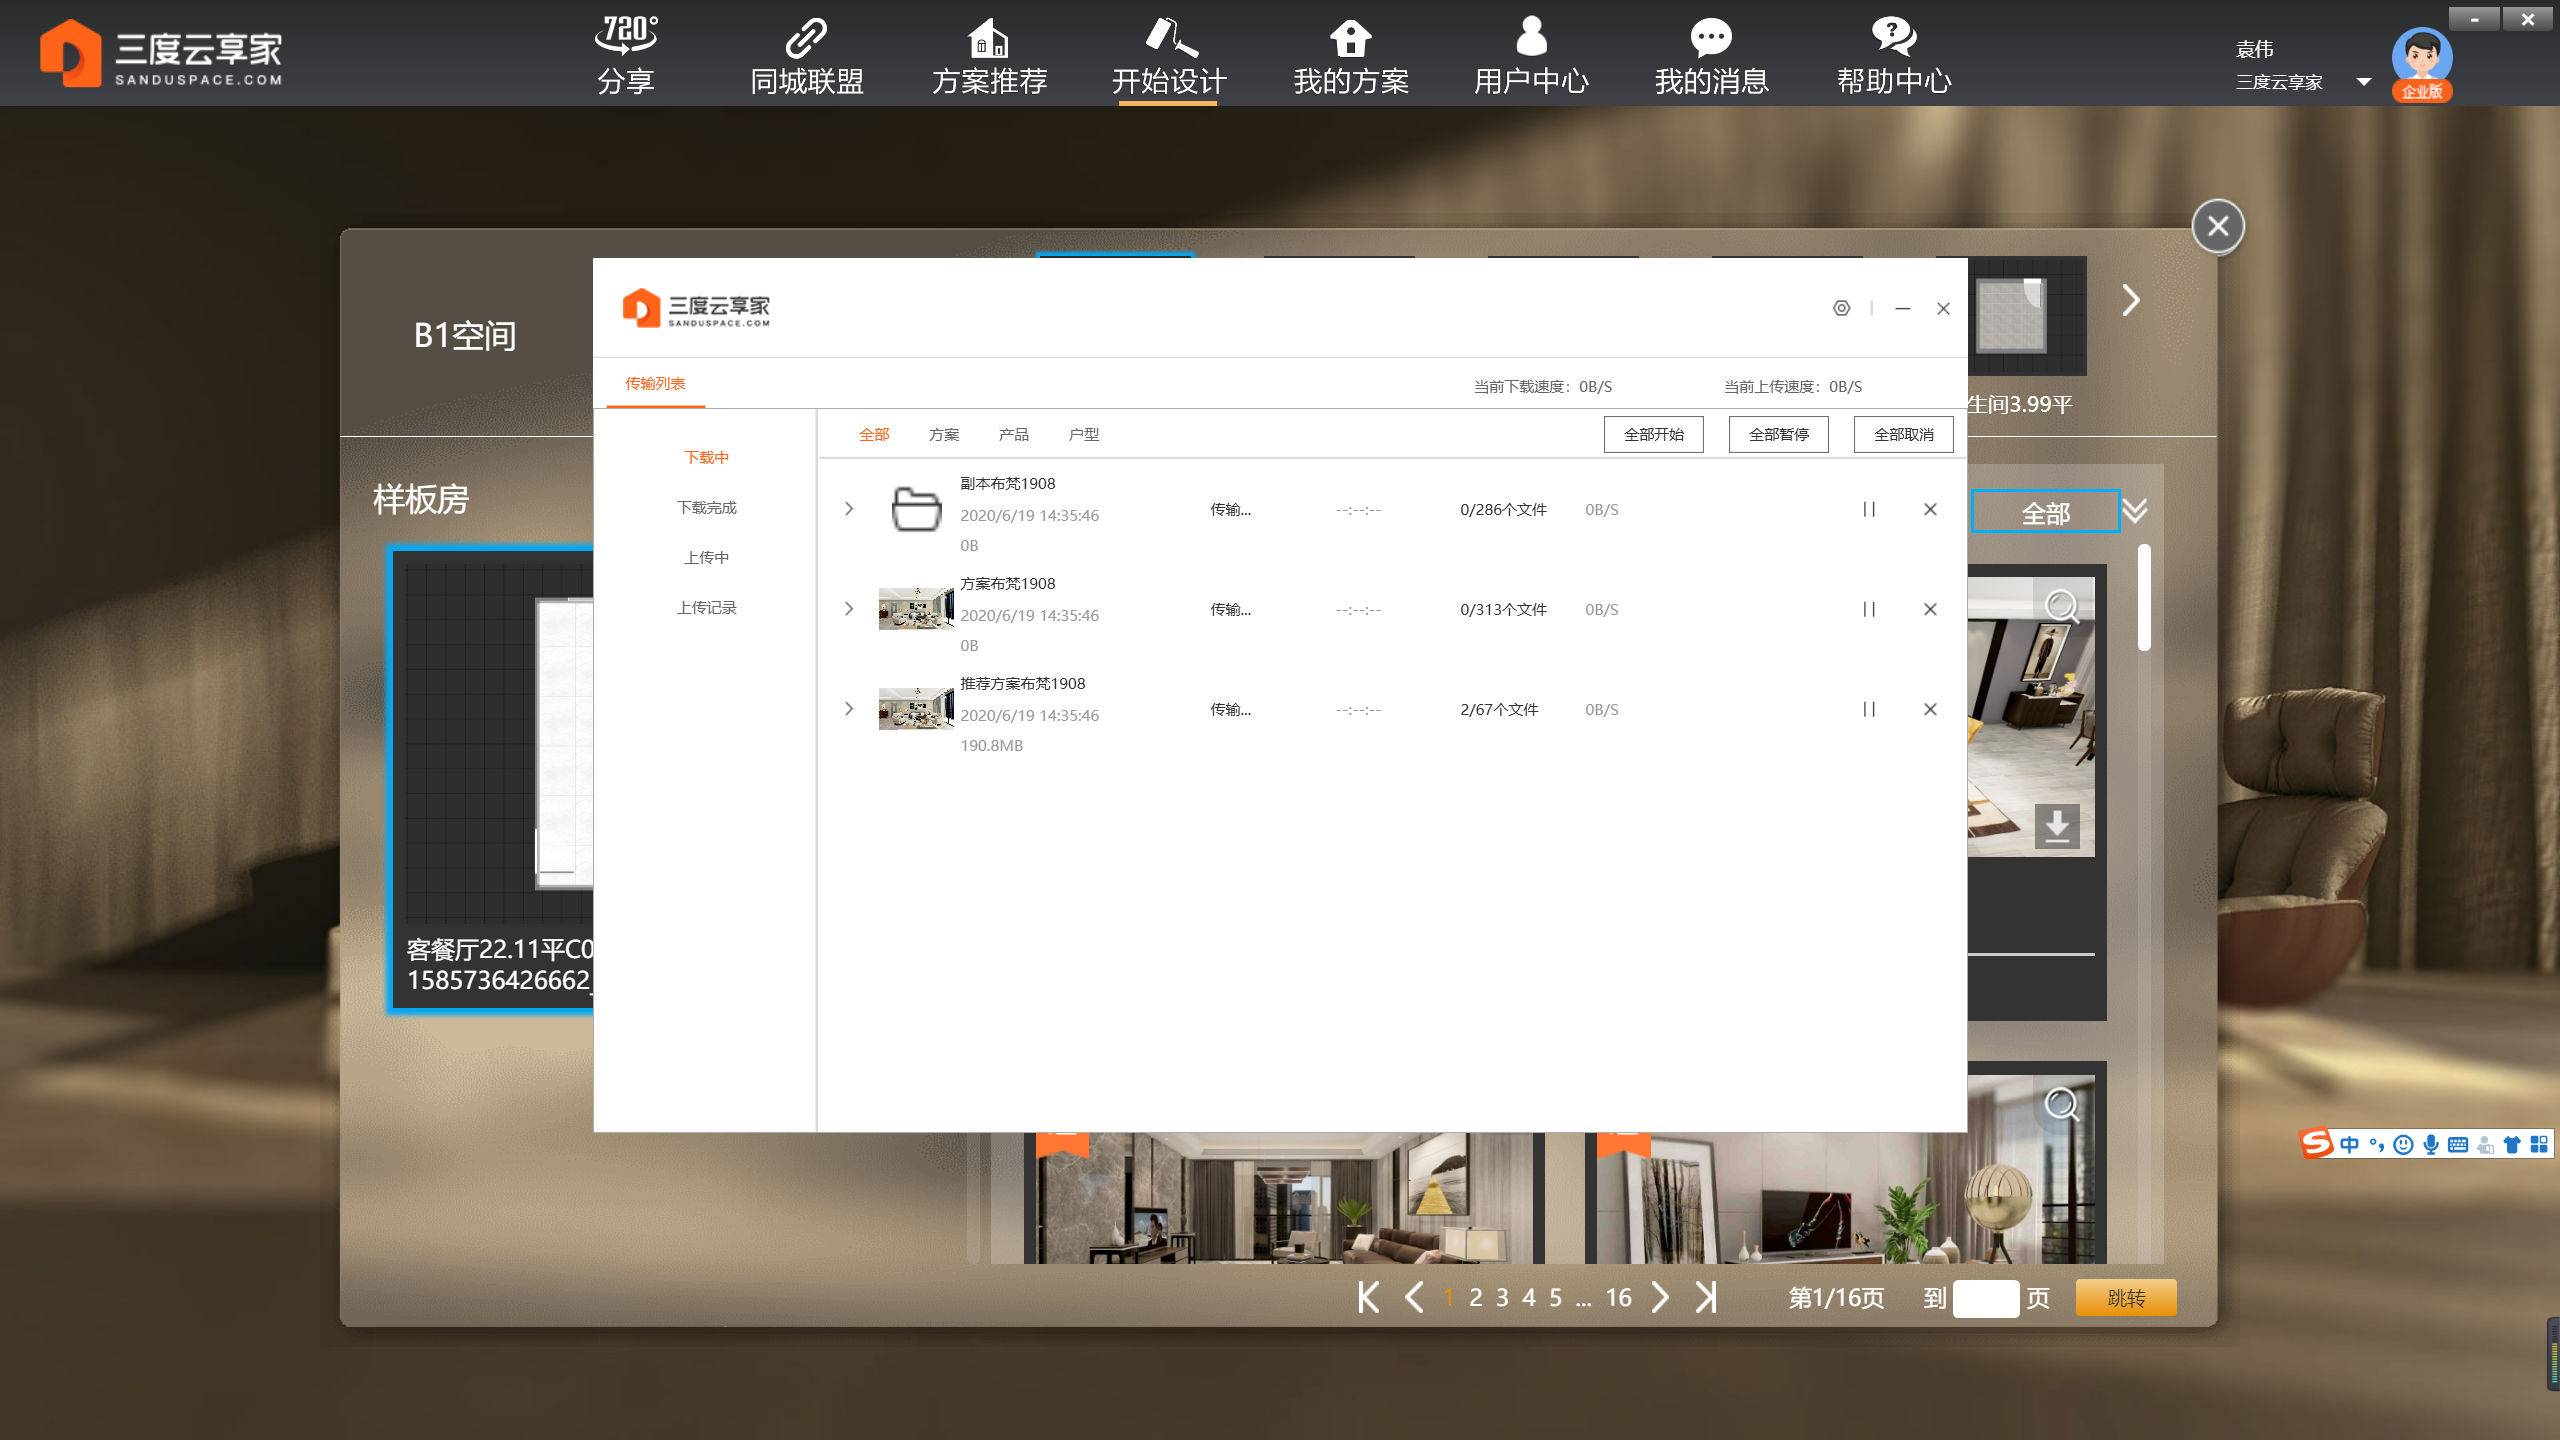 三度云享家
SANDUSPACE.COM
720°
分享
同城联盟
方案推荐
开始设计
我的方案
用户中心
我的消息
帮助中心
袁伟
三度云享家
企业版
B1空间
生间3.99平
样板房
全部
客餐厅22.11平C0
1585736426662_
三度云享家
SANDUSPACE.COM
传输列表
当前下载速度：0B/S
当前上传速度：0B/S
下载中
下载完成
上传中
上传记录
全部
方案
产品
户型
全部开始
全部暂停
全部取消
副本布梵1908
2020/6/19 14:35:46
0B
传输...
--:--:--
0/286个文件
0B/S
方案布梵1908
2020/6/19 14:35:46
0B
传输...
--:--:--
0/313个文件
0B/S
推荐方案布梵1908
2020/6/19 14:35:46
190.8MB
传输...
--:--:--
2/67个文件
0B/S
1 2 3 4 5 ... 16
第1/16页
到 页
跳转
中